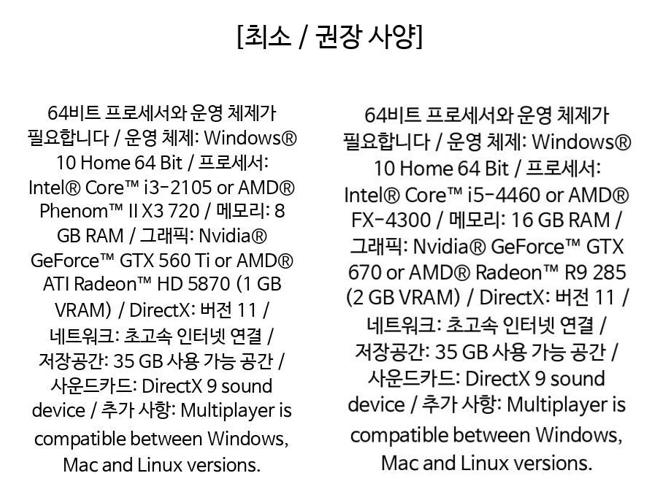 [최소 / 권장 사양]
64비트 프로세서와 운영 체제가
필요합니다 / 운영 체제: Windows®
10 Home 64 Bit / 프로세서:
Intel® Core™ i3-2105 or AMD®
Phenom™ II X3 720 / 메모리: 8
GB RAM / 그래픽: Nvidia®
GeForce™ GTX 560 Ti or AMD®
ATI Radeon™ HD 5870 (1 GB
VRAM) / DirectX: 버전 11 /
네트워크: 초고속 인터넷 연결 /
저장공간: 35 GB 사용 가능 공간 /
사운드카드: DirectX 9 sound
device / 추가 사항: Multiplayer is
compatible between Windows,
Mac and Linux versions.
64비트 프로세서와 운영 체제가
필요합니다 / 운영 체제: Windows®
10 Home 64 Bit / 프로세서:
Intel® Core™ i5-4460 or AMD®
FX-4300 / 메모리: 16 GB RAM /
그래픽: Nvidia® GeForce™ GTX
670 or AMD® Radeon™ R9 285
(2 GB VRAM) / DirectX: 버전 11 /
네트워크: 초고속 인터넷 연결 /
저장공간: 35 GB 사용 가능 공간 /
사운드카드: DirectX 9 sound
device / 추가 사항: Multiplayer is
compatible between Windows,
Mac and Linux versions.